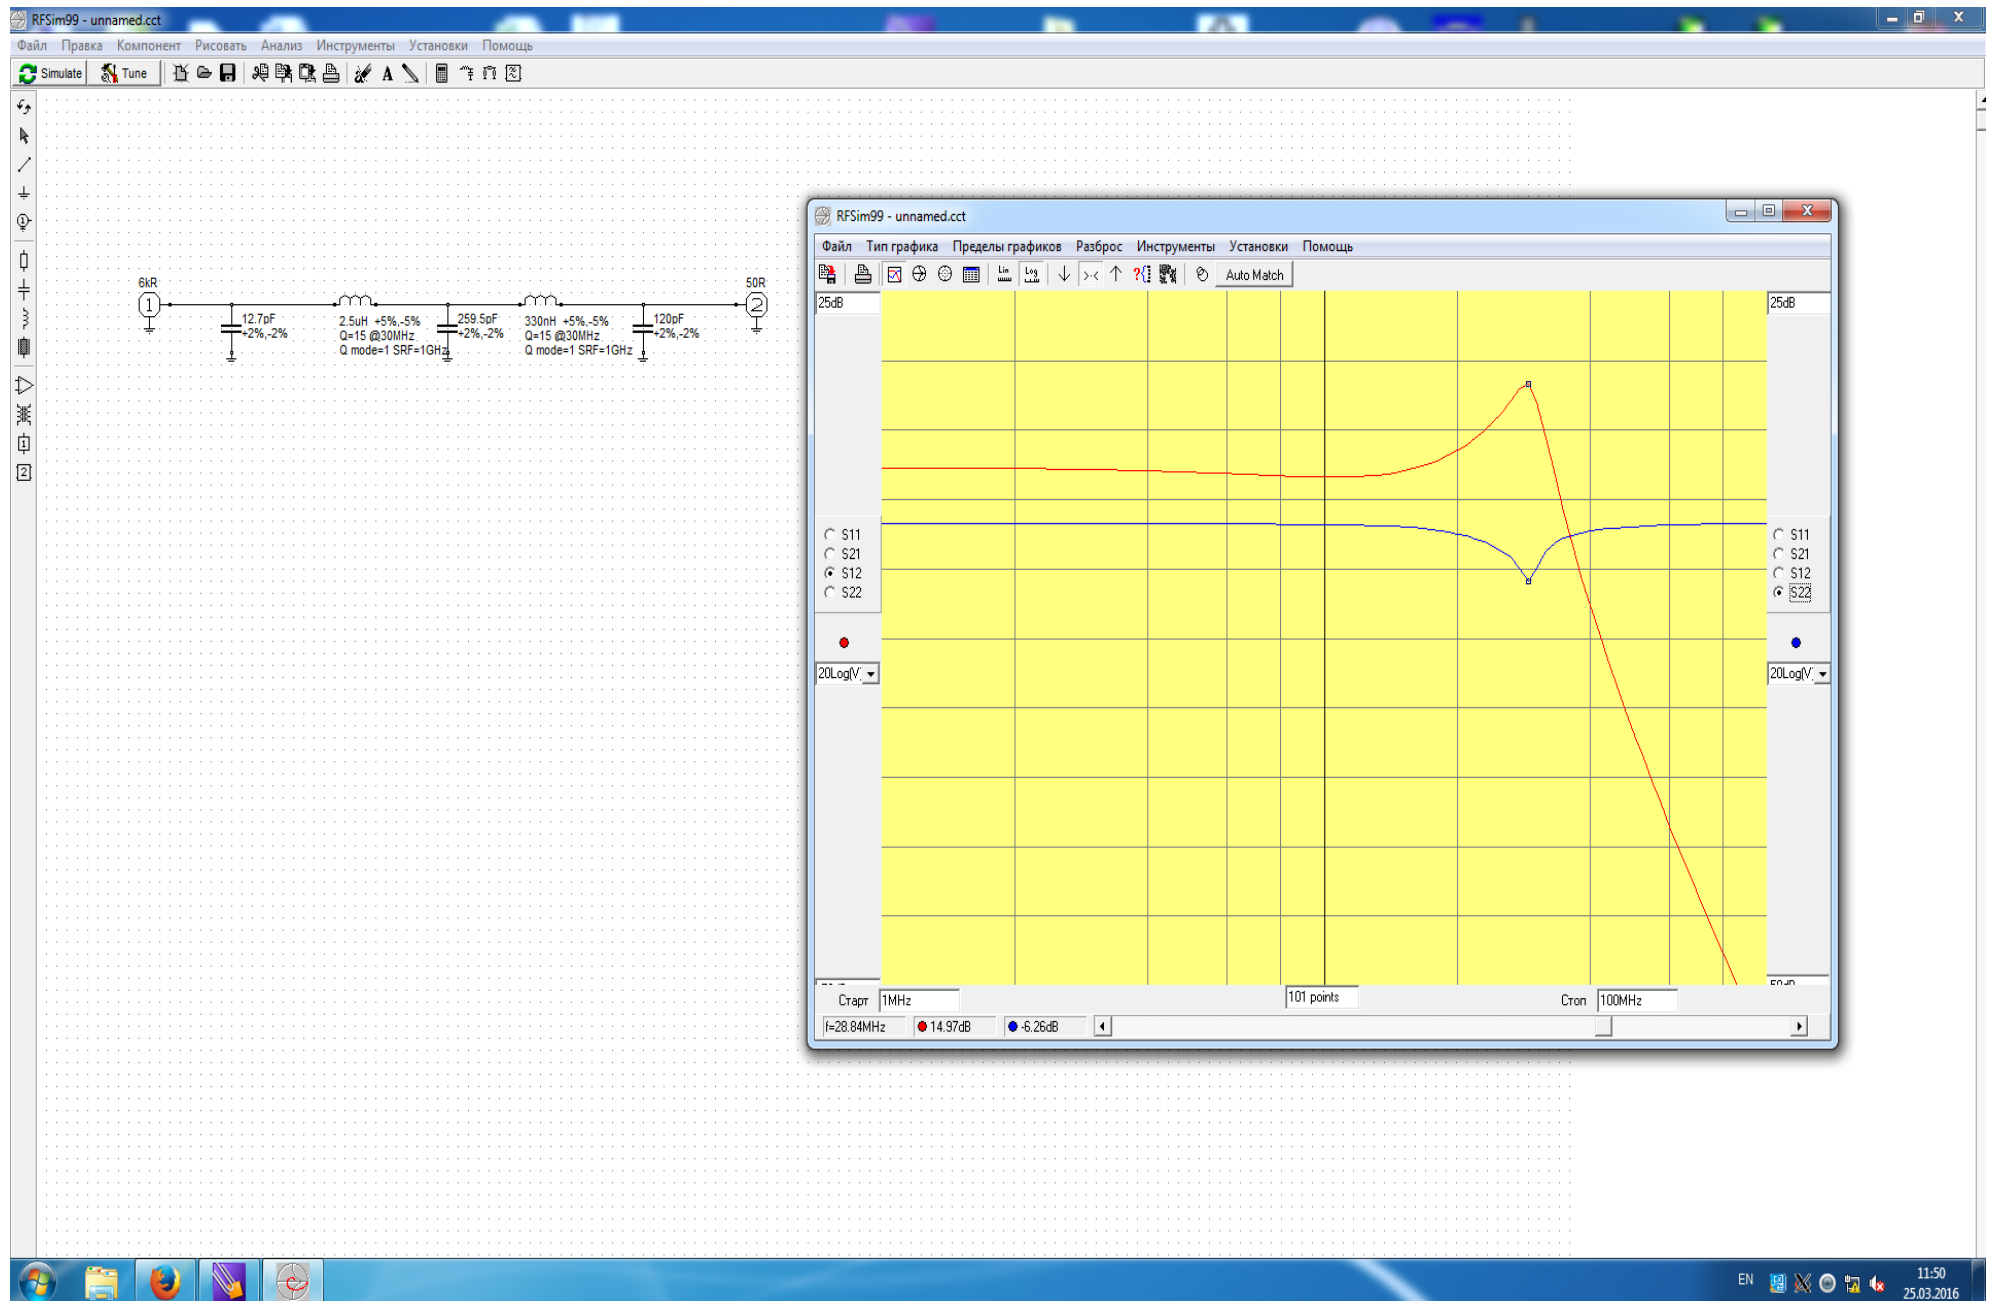 RFSim99 - unnamed.cct
Файл Правка Компонент Рисовать Анализ Инструменты Установки Помощь
Simulate Tune
6kR
1
12.7pF
+2%,-2%
2.5uH +5%,-5%
Q=15 @30MHz
Q mode=1 SRF=1GHz
259.5pF
+2%,-2%
330nH +5%,-5%
Q=15 @30MHz
Q mode=1 SRF=1GHz
120pF
+2%,-2%
50R
2
RFSim99 - unnamed.cct
Файл Тип графика Пределы графиков Разброс Инструменты Установки Помощь
Lin Log Auto Match
25dB
S11
S21
S12
S22
20Log(V
25dB
S11
S21
S12
S22
20Log(V
Старт 1MHz
101 points
Стоп 100MHz
f=28.84MHz 14.97dB -6.26dB
EN
11:50
25.03.2016